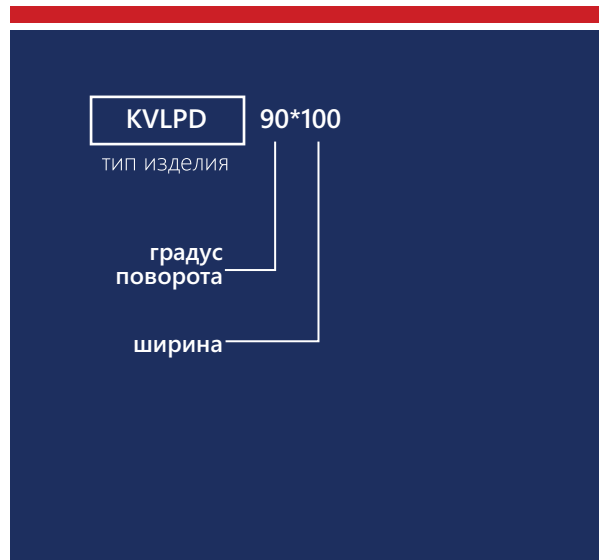 KVLPD 90*100
тип изделия
градус
поворота
ширина